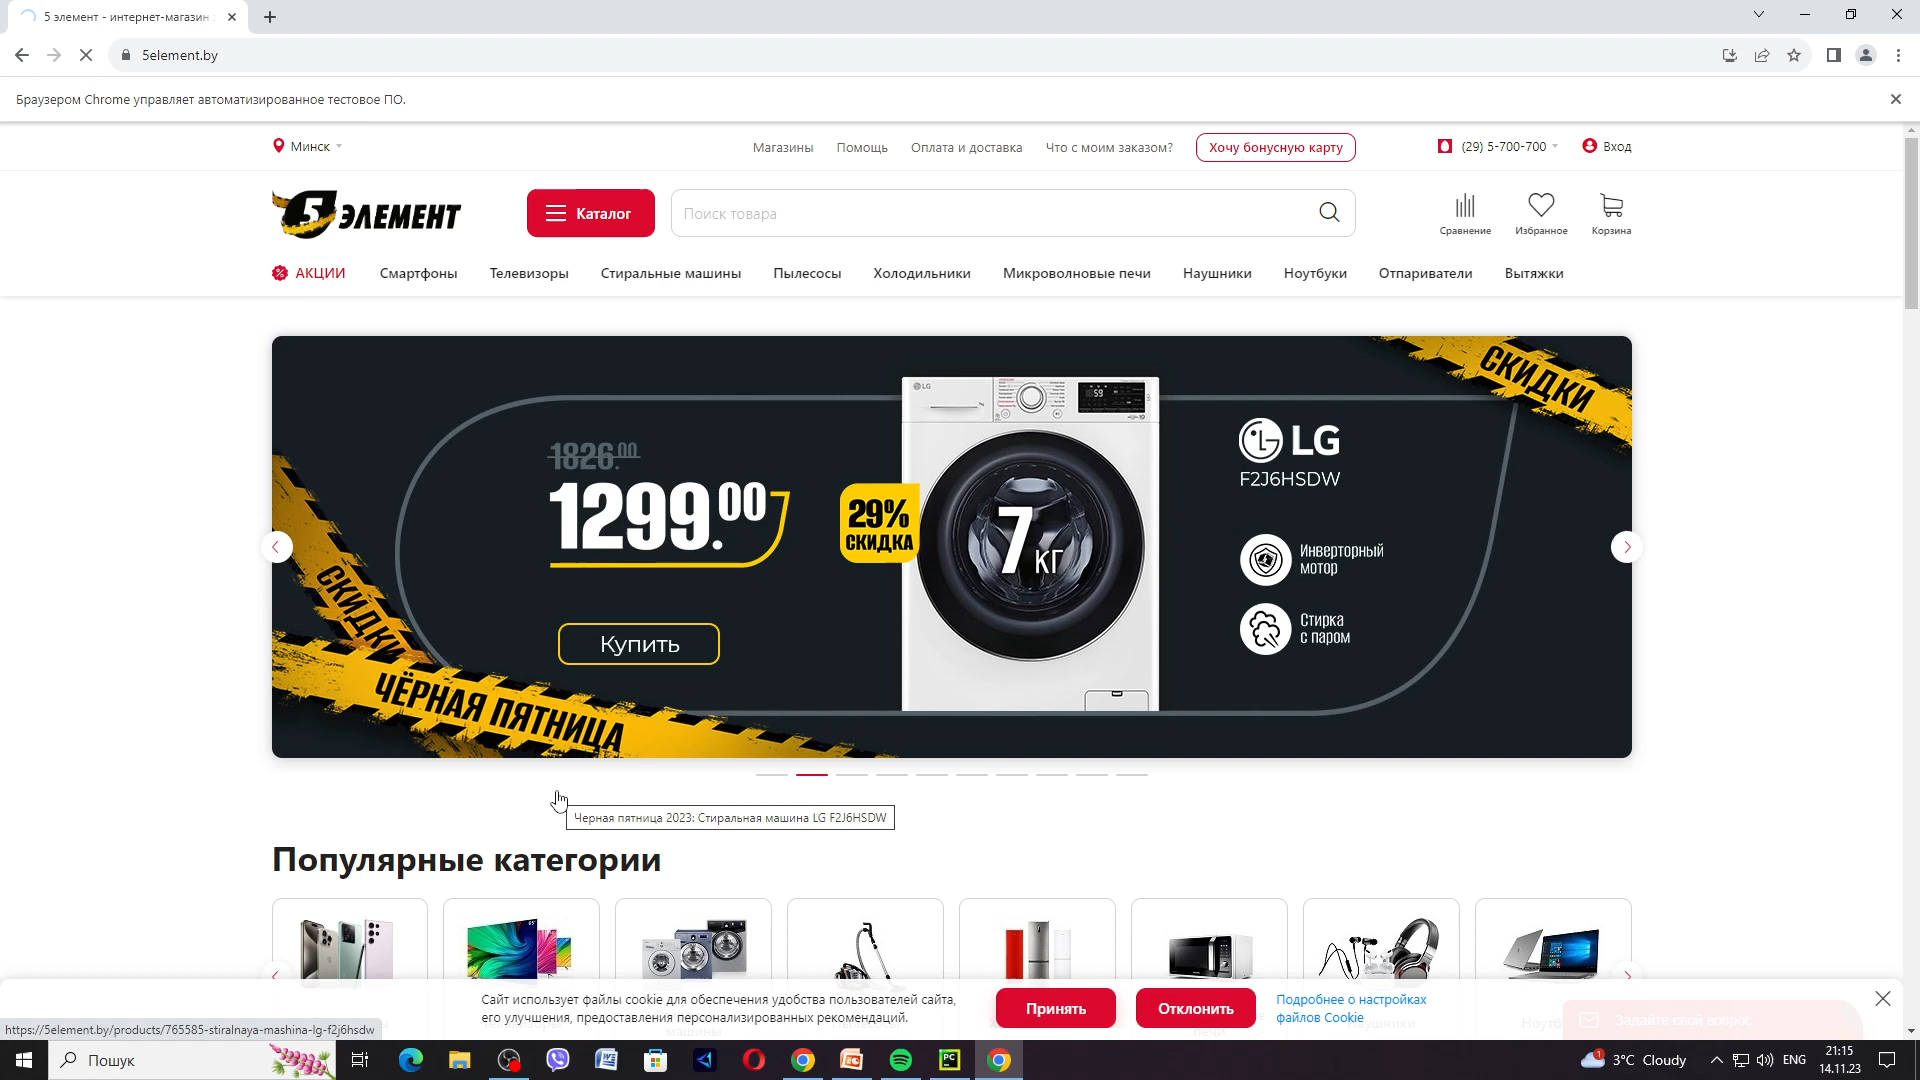 5 элемент - интернет-магазин
5element.by
Браузером Chrome управляет автоматизированное тестовое ПО.
Минск
Магазины
Помощь
Оплата и доставка
Что с моим заказом?
Хочу бонусную карту
(29) 5-700-700
Вход
5 ЭЛЕМЕНТ
Каталог
Поиск товара
Сравнение
Избранное
Корзина
АКЦИИ
Смартфоны
Телевизоры
Стиральные машины
Пылесосы
Холодильники
Микроволновые печи
Наушники
Ноутбуки
Отпариватели
Вытяжки
СКИДКИ
LG
59
1826.00
1299.00
29%
СКИДКА
7 кг
LG
F2J6HSDW
Инверторный
мотор
Стирка
с паром
Купить
СКИДКИ
ЧЁРНАЯ ПЯТНИЦА
Черная пятница 2023: Стиральная машина LG F2J6HSDW
Популярные категории
Сайт использует файлы cookie для обеспечения удобства пользователей сайта,
его улучшения, предоставления персонализированных рекомендаций.
Принять
Отклонить
Подробнее о настройках
файлов Cookie
Задайте свой вопрос
https://5element.by/products/765585-stiralnaya-mashina-lg-f2j6hsdw
Пошук
1
3°C Cloudy
ENG
21:15
14.11.23